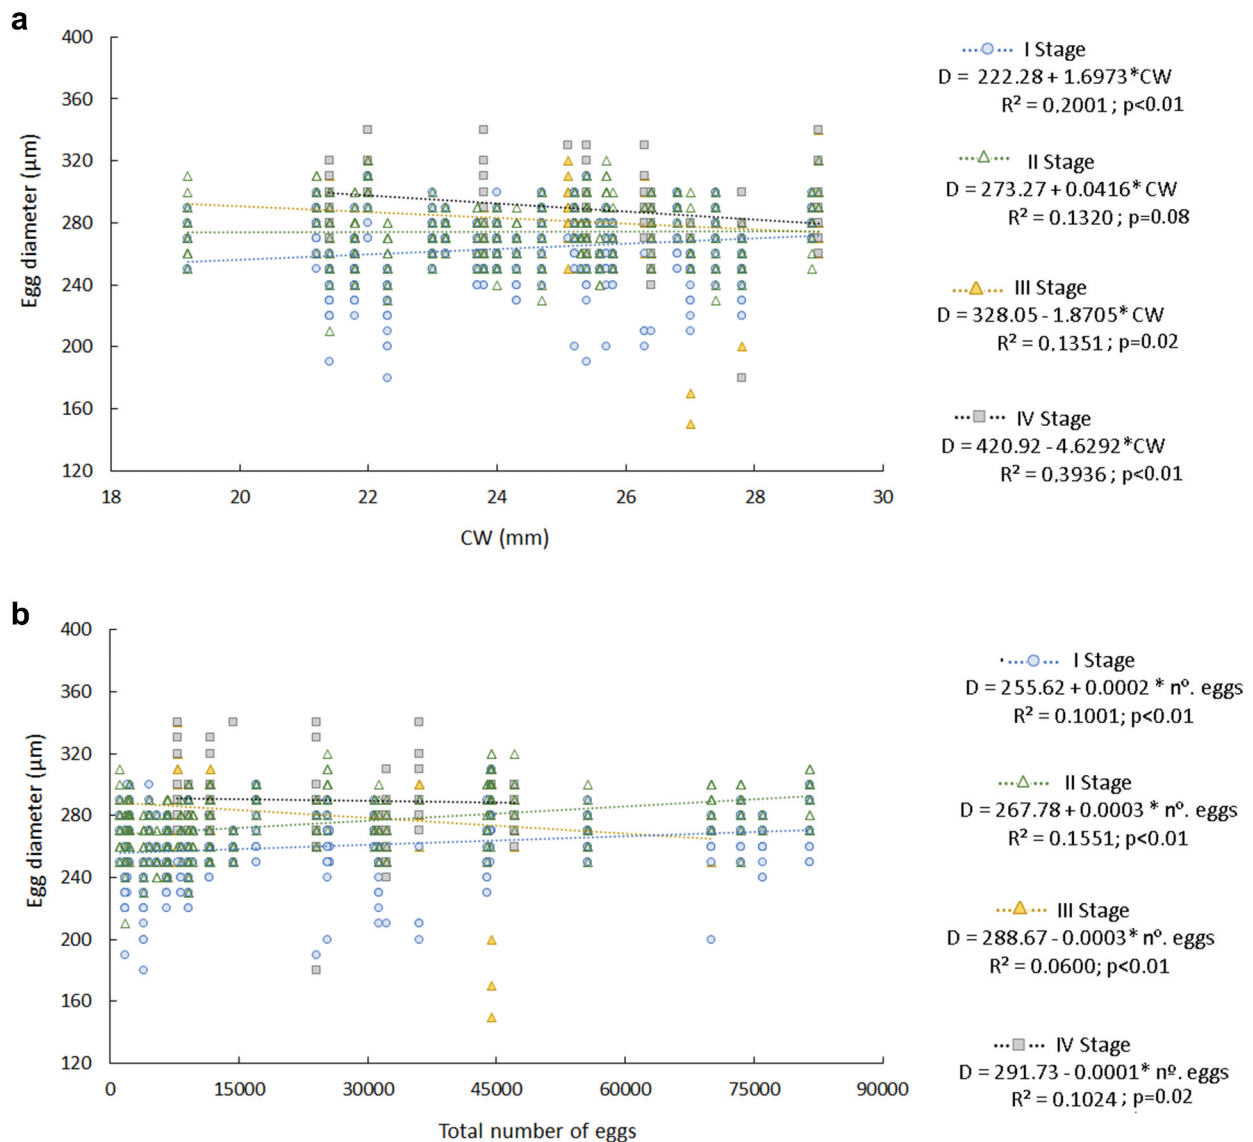 a
400
360
320
280
240
200
160
120
Egg diameter (µm)
18 20 22 24 26 28 30
CW (mm)
I Stage
D = 222.28 + 1.6973*CW
R² = 0.2001 ; p<0.01
II Stage
D = 273.27 + 0.0416* CW
R² = 0.1320 ; p=0.08
III Stage
D = 328.05 - 1.8705* CW
R² = 0.1351 ; p=0.02
IV Stage
D = 420.92 - 4.6292*CW
R² = 0.3936 ; p<0.01
b
400
360
320
280
240
200
160
120
Egg diameter (µm)
0 15000 30000 45000 60000 75000 90000
Total number of eggs
I Stage
D = 255.62 + 0.0002 * nº. eggs
R² = 0.1001; p<0.01
II Stage
D = 267.78 + 0.0003 * nº. eggs
R² = 0.1551; p<0.01
III Stage
D = 288.67 - 0.0003* nº. eggs
R² = 0.0600; p<0.01
IV Stage
D = 291.73 - 0.0001* nº. eggs
R² = 0.1024 ; p=0.02